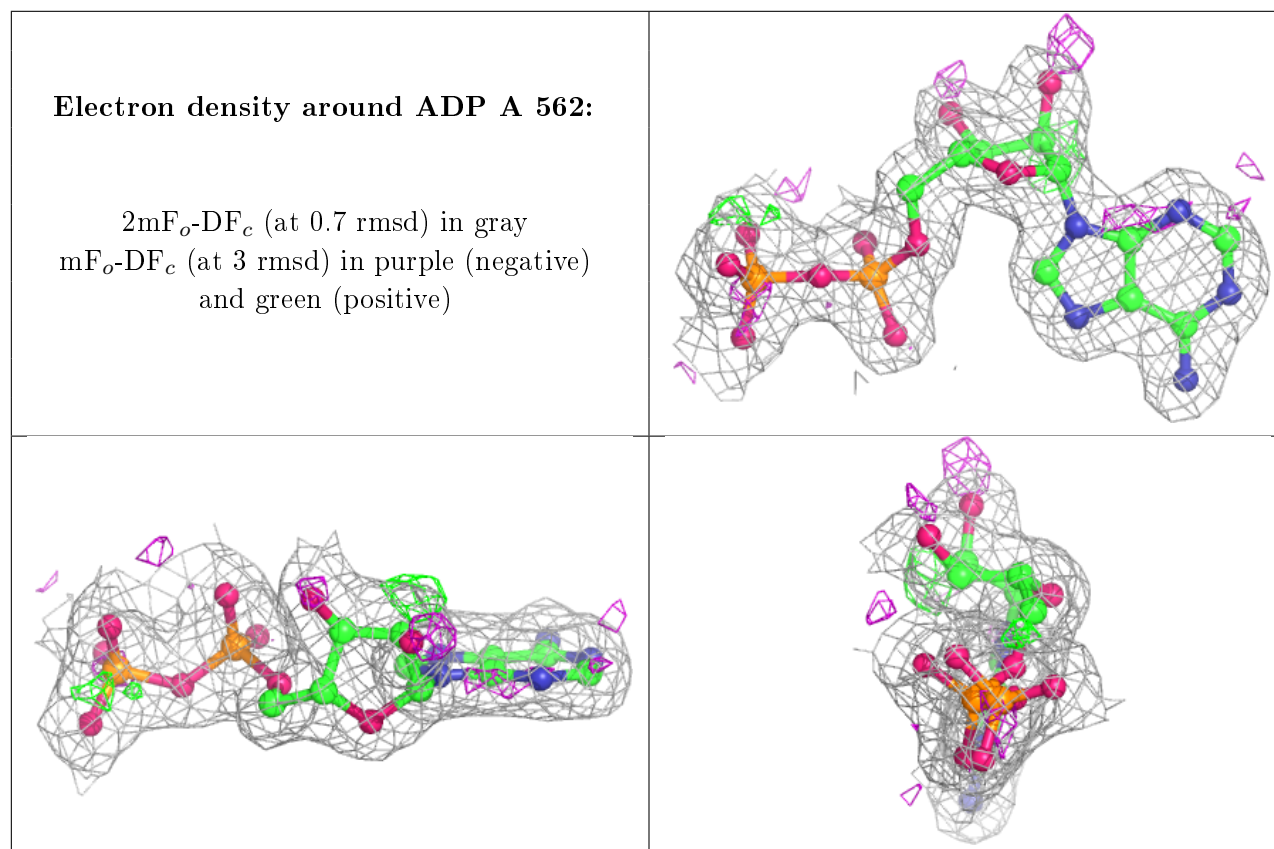 Electron density around ADP A 562:
2mFo-DFc (at 0.7 rmsd) in gray
mFo-DFc (at 3 rmsd) in purple (negative)
and green (positive)